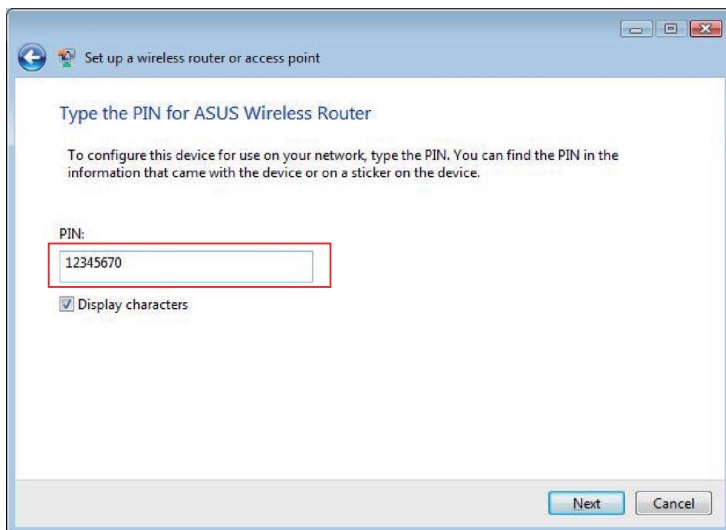 Set up a wireless router or access point
Type the PIN for ASUS Wireless Router
To configure this device for use on your network, type the PIN. You can find the PIN in the
information that came with the device or on a sticker on the device.
PIN:
12345670
Display characters
Next Cancel